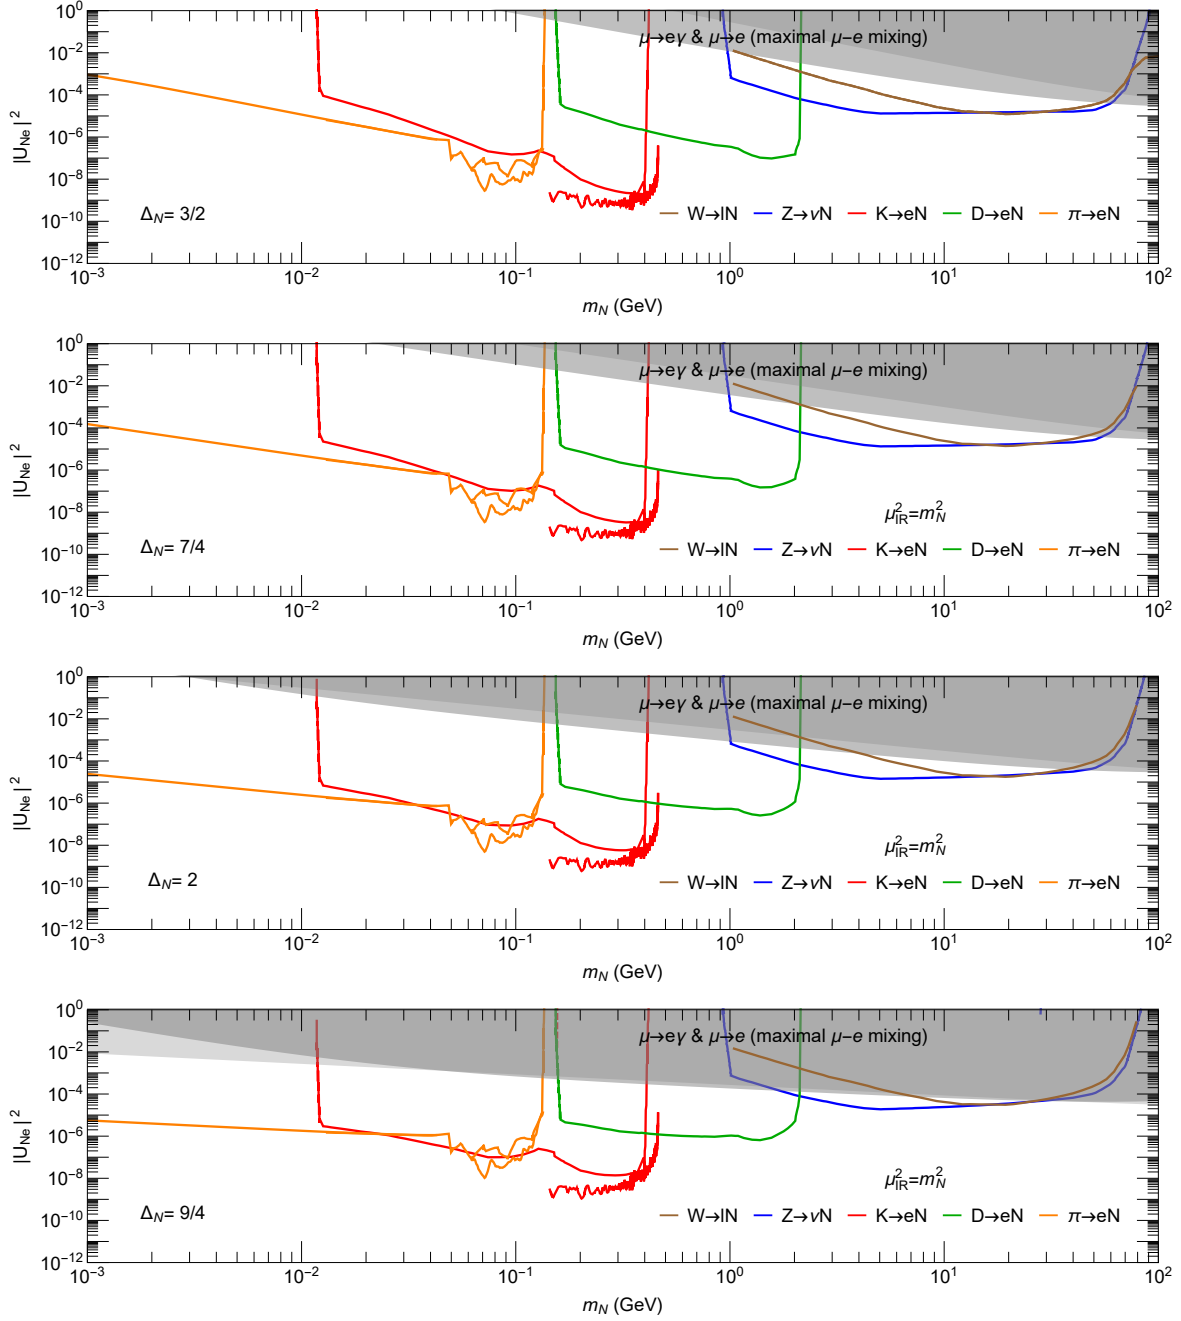 10^0
10^-2
10^-4
10^-6
10^-8
10^-10
10^-12
|U_Ne|^2
μ→eγ & μ→e (maximal μ−e mixing)
Δ_N= 3/2
W→lN Z→νN K→eN D→eN π→eN
10^-3 10^-2 10^-1 10^0 10^1 10^2
m_N (GeV)
10^0
10^-2
10^-4
10^-6
10^-8
10^-10
10^-12
|U_Ne|^2
μ→eγ & μ→e (maximal μ−e mixing)
μ_IR^2=m_N^2
Δ_N= 7/4
W→lN Z→νN K→eN D→eN π→eN
10^-3 10^-2 10^-1 10^0 10^1 10^2
m_N (GeV)
10^0
10^-2
10^-4
10^-6
10^-8
10^-10
10^-12
|U_Ne|^2
μ→eγ & μ→e (maximal μ−e mixing)
μ_IR^2=m_N^2
Δ_N= 2
W→lN Z→νN K→eN D→eN π→eN
10^-3 10^-2 10^-1 10^0 10^1 10^2
m_N (GeV)
10^0
10^-2
10^-4
10^-6
10^-8
10^-10
10^-12
|U_Ne|^2
μ→eγ & μ→e (maximal μ−e mixing)
μ_IR^2=m_N^2
Δ_N= 9/4
W→lN Z→νN K→eN D→eN π→eN
10^-3 10^-2 10^-1 10^0 10^1 10^2
m_N (GeV)